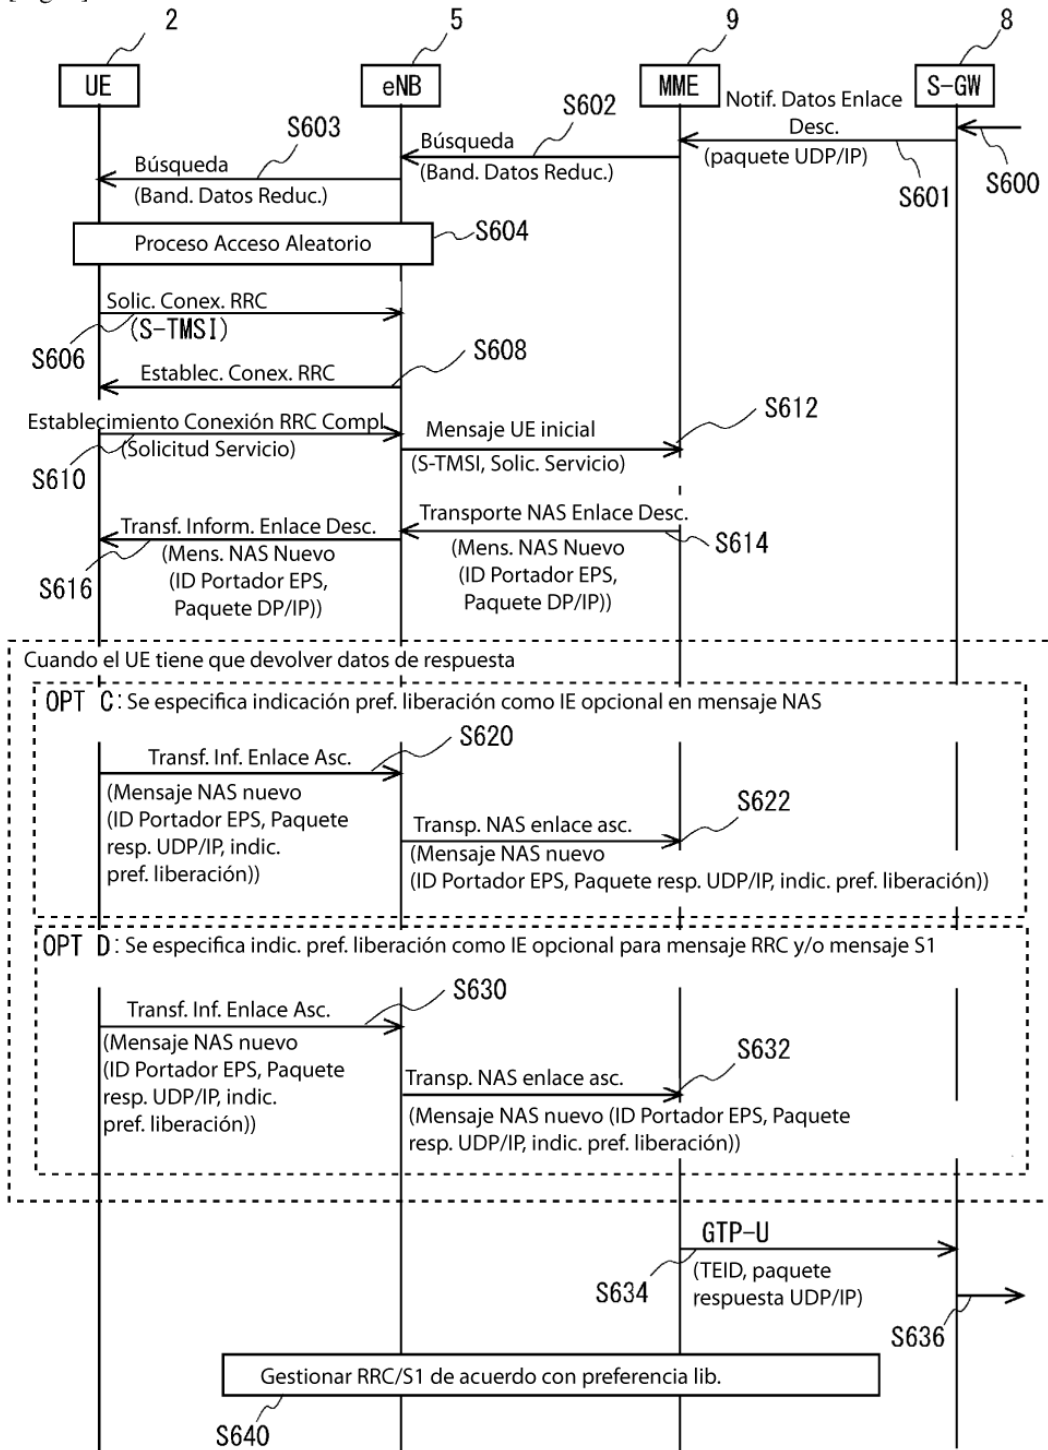 2 5 9 8
UE eNB MME S-GW
Notif. Datos Enlace
Desc.
(paquete UDP/IP)
S600
S601
S602
Búsqueda
(Band. Datos Reduc.)
S603
Búsqueda
(Band. Datos Reduc.)
Proceso Acceso Aleatorio
S604
Solic. Conex. RRC
(S-TMSI)
S606
S608
Establec. Conex. RRC
Establecimiento Conexión RRC Compl.
(Solicitud Servicio)
S610
Mensaje UE inicial
(S-TMSI, Solic. Servicio)
S612
Transporte NAS Enlace Desc.
(Mens. NAS Nuevo
(ID Portador EPS,
Paquete DP/IP))
S614
Transf. Inform. Enlace Desc.
(Mens. NAS Nuevo
(ID Portador EPS,
Paquete DP/IP))
S616
Cuando el UE tiene que devolver datos de respuesta
OPT C: Se especifica indicación pref. liberación como IE opcional en mensaje NAS
S620
Transf. Inf. Enlace Asc.
(Mensaje NAS nuevo
(ID Portador EPS, Paquete
resp. UDP/IP, indic.
pref. liberación))
S622
Transp. NAS enlace asc.
(Mensaje NAS nuevo
(ID Portador EPS, Paquete resp. UDP/IP, indic. pref. liberación))
OPT D: Se especifica indic. pref. liberación como IE opcional para mensaje RRC y/o mensaje S1
S630
Transf. Inf. Enlace Asc.
(Mensaje NAS nuevo
(ID Portador EPS, Paquete
resp. UDP/IP, indic.
pref. liberación))
S632
Transp. NAS enlace asc.
(Mensaje NAS nuevo (ID Portador EPS, Paquete
resp. UDP/IP, indic. pref. liberación))
GTP-U
(TEID, paquete
respuesta UDP/IP)
S634
S636
Gestionar RRC/S1 de acuerdo con preferencia lib.
S640